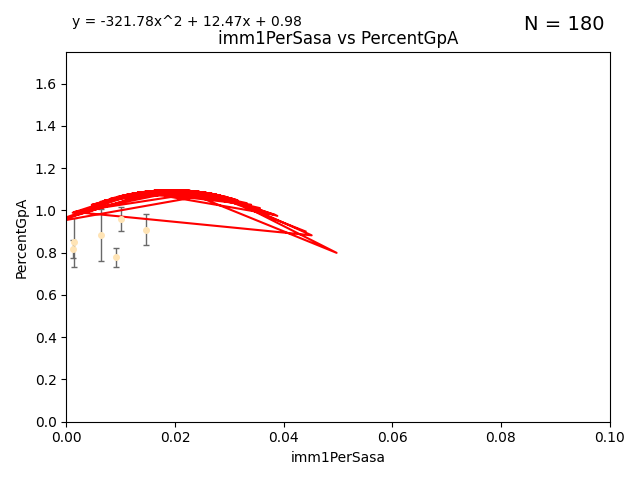 y = -321.78x^2 + 12.47x + 0.98
N = 180
imm1PerSasa vs PercentGpA
1.6
1.4
1.2
1.0
0.8
0.6
0.4
0.2
0.0
PercentGpA
0.00 0.02 0.04 0.06 0.08 0.10
imm1PerSasa